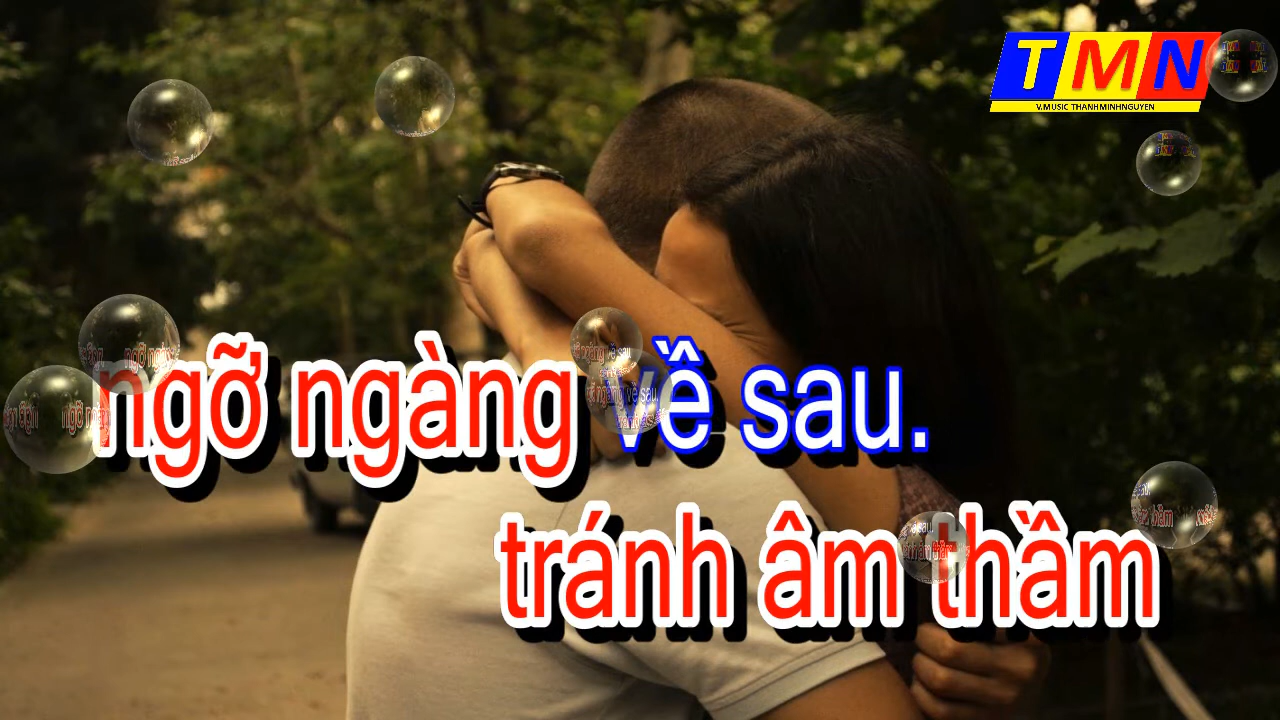 TMN
V.MUSIC THANHMINHNGUYEN
ngỡ ngàng về sau.
tránh âm thầm